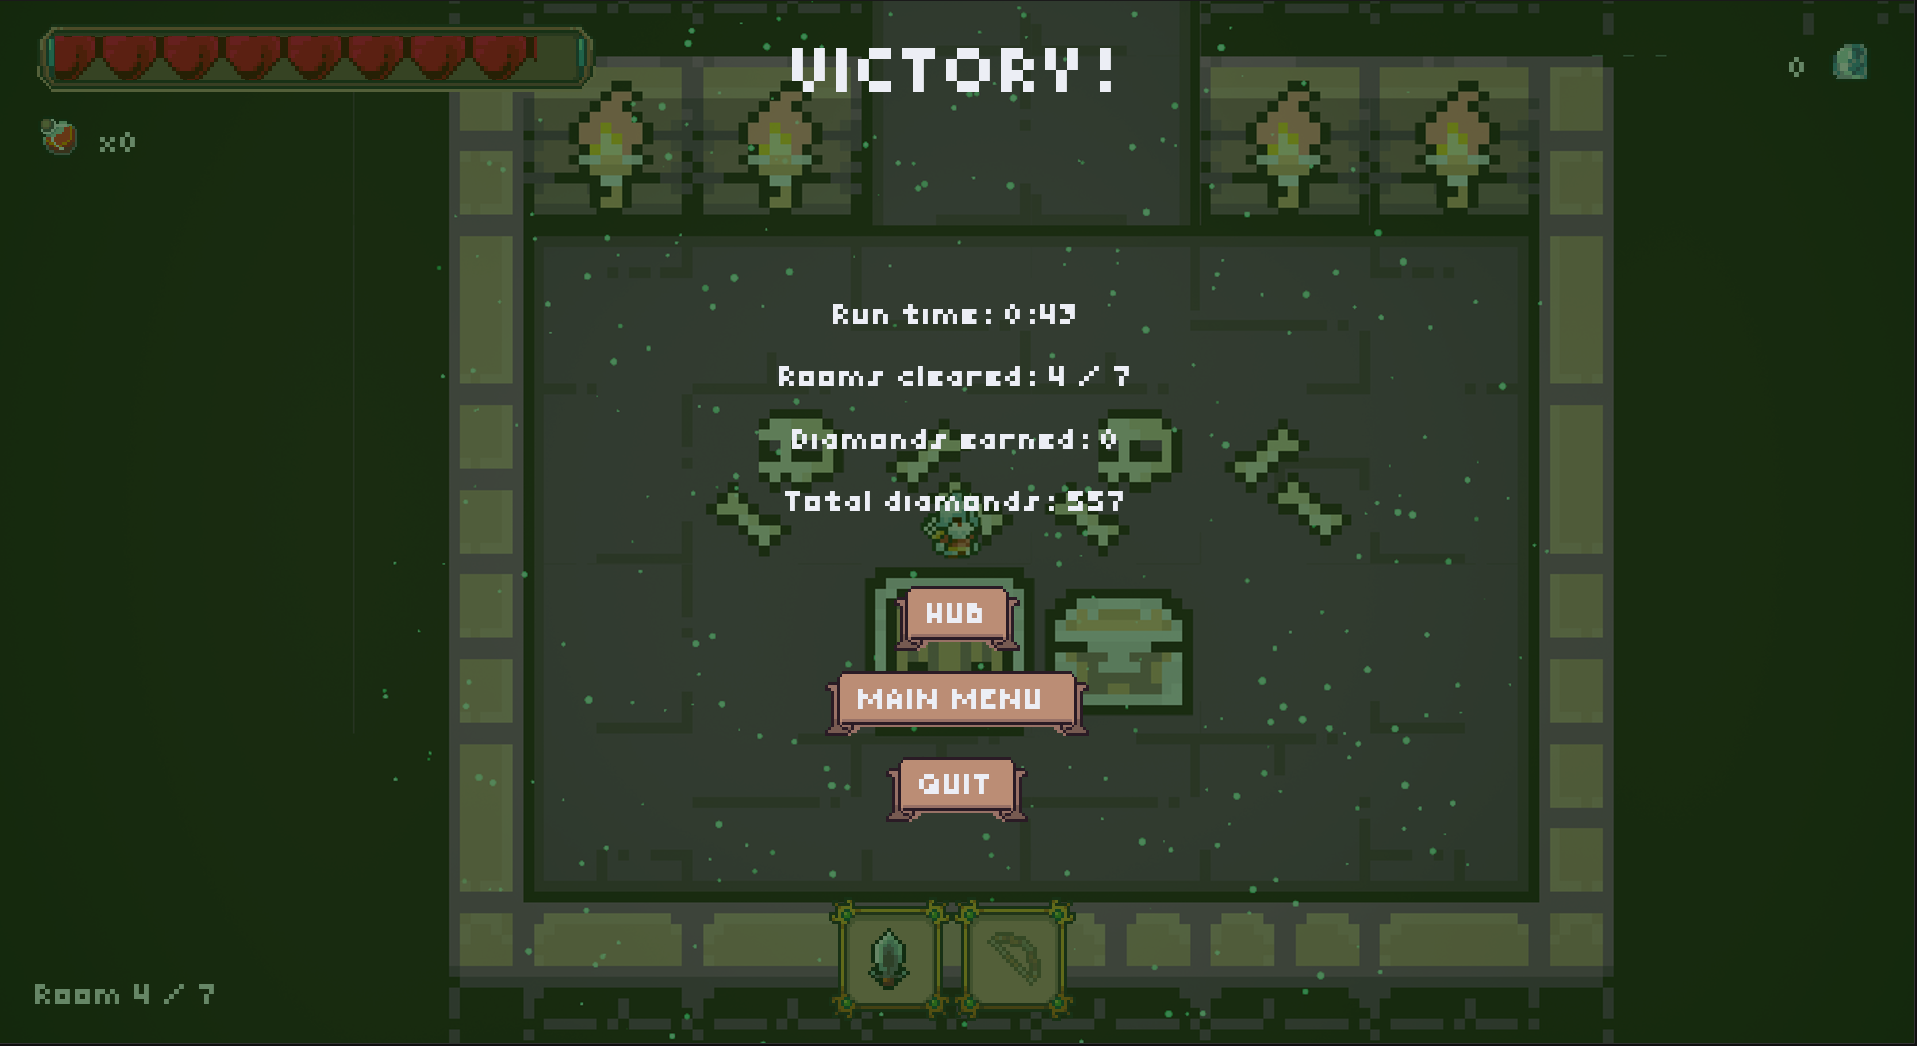 VICTORY!
0
x0
Run time: 0:43
Rooms cleared: 4 / 7
Diamonds earned: 0
Total diamonds: 557
HUB
MAIN MENU
QUIT
Room 4 / 7